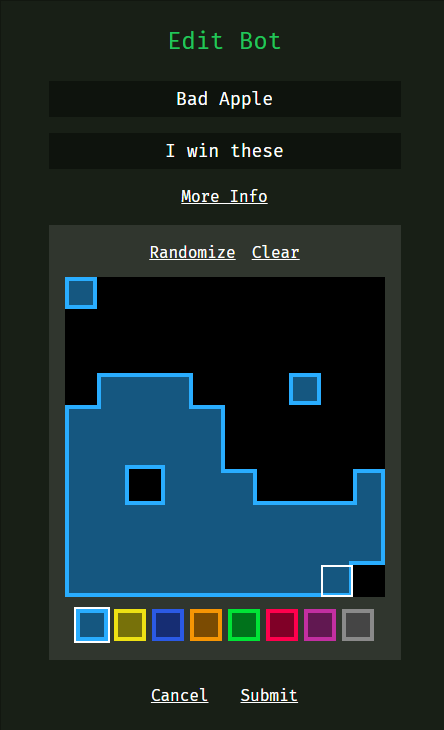 Edit Bot
Bad Apple
I win these
More Info
Randomize Clear
Cancel Submit